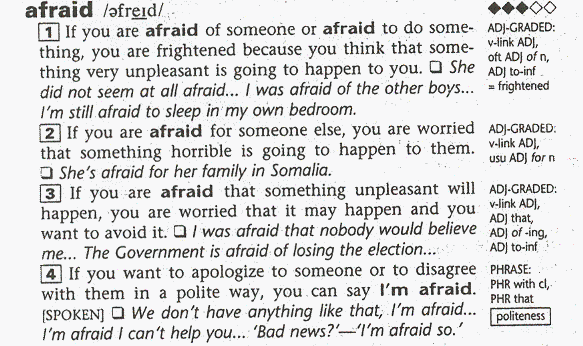 afraid /əfreɪd/ ◆◆◆◇◇
1 If you are afraid of someone or afraid to do some-
thing, you are frightened because you think that some-
thing very unpleasant is going to happen to you. ❑ She
did not seem at all afraid... I was afraid of the other boys...
I'm still afraid to sleep in my own bedroom.
ADJ-GRADED:
v-link ADJ,
oft ADJ of n,
ADJ to-inf
= frightened
2 If you are afraid for someone else, you are worried
that something horrible is going to happen to them.
❑ She's afraid for her family in Somalia.
ADJ-GRADED:
v-link ADJ,
usu ADJ for n
3 If you are afraid that something unpleasant will
happen, you are worried that it may happen and you
want to avoid it. ❑ I was afraid that nobody would believe
me... The Government is afraid of losing the election...
ADJ-GRADED:
v-link ADJ,
ADJ that,
ADJ of -ing,
ADJ to-inf
4 If you want to apologize to someone or to disagree
with them in a polite way, you can say I'm afraid.
[SPOKEN] ❑ We don't have anything like that, I'm afraid...
I'm afraid I can't help you... 'Bad news?'—'I'm afraid so.'
PHRASE:
PHR with cl,
PHR that
politeness